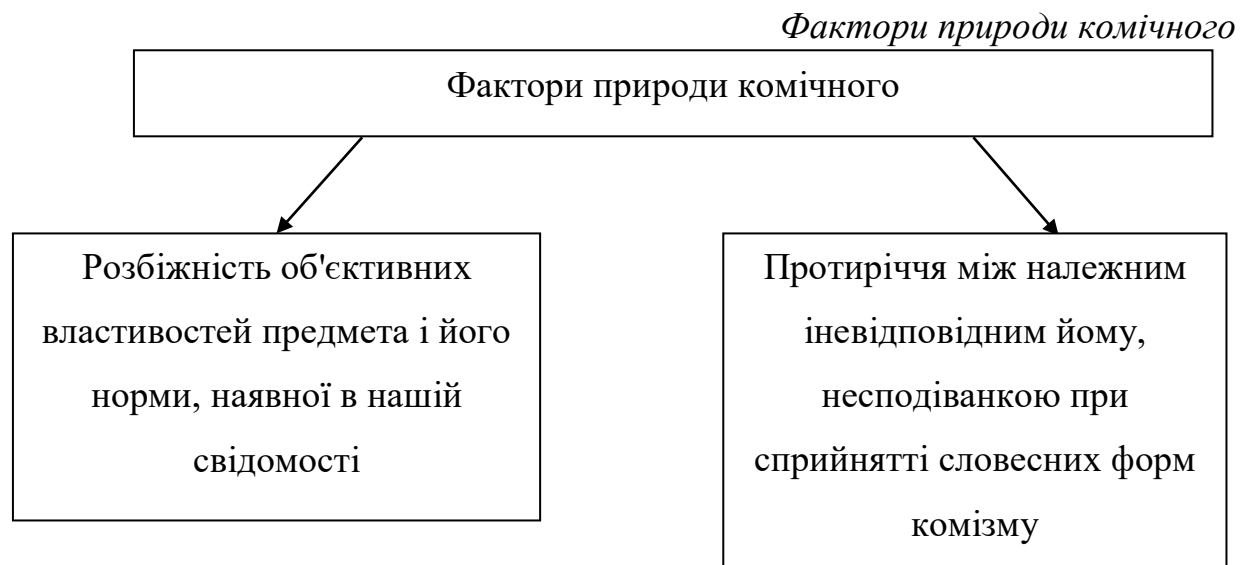 Фактори природи комічного
Фактори природи комічного
Розбіжність об'єктивних
властивостей предмета і його
норми, наявної в нашій
свідомості
Протиріччя між належним
іневідповідним йому,
несподіванкою при
сприйнятті словесних форм
комізму